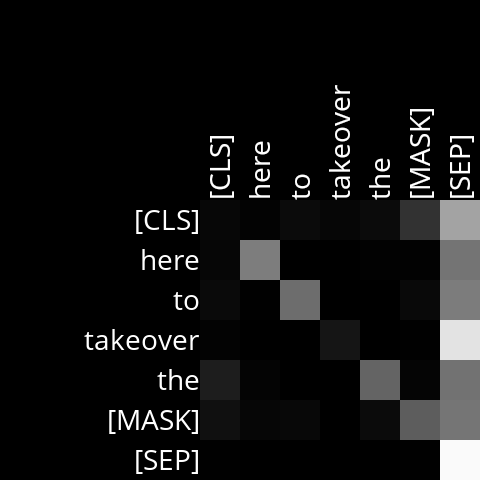 [CLS] here to takeover the [MASK] [SEP]
[CLS]
here
to
takeover
the
[MASK]
[SEP]